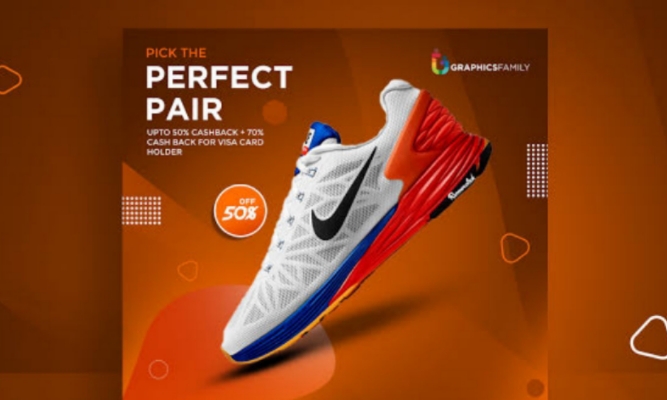 PICK THE
PERFECT
PAIR
UPTO 50% CASHBACK + 70%
CASH BACK FOR VISA CARD
HOLDER
GRAPHICSFAMILY
OFF
50%